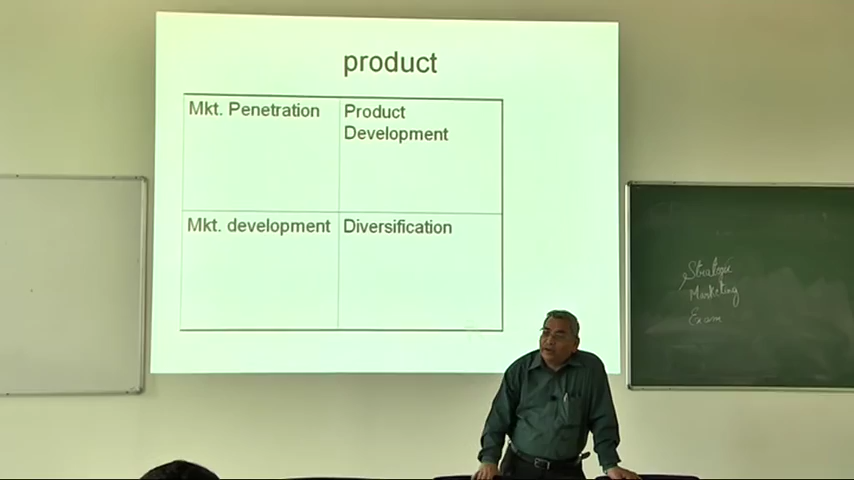 product
Mkt. Penetration
Product
Development
Mkt. development
Diversification
Strategic
Marketing
Exam